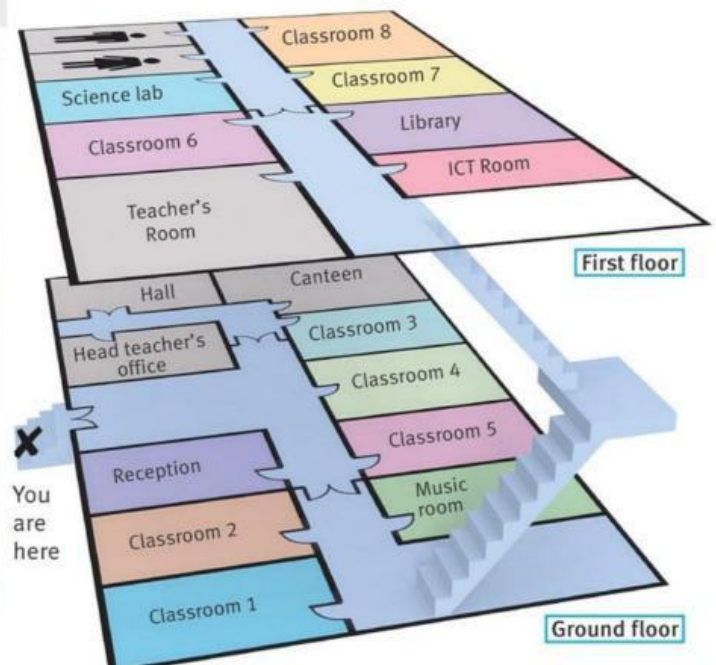 Classroom 8
Classroom 7
Science lab
Library
Classroom 6
ICT Room
Teacher's
Room
First floor
Hall
Canteen
Classroom 3
Head teacher's
office
Classroom 4
Classroom 5
Reception
Music
room
You
are
here
Classroom 2
Classroom 1
Ground floor